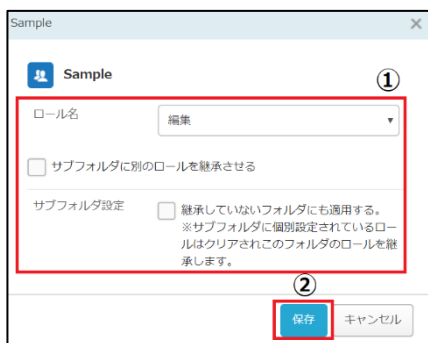 Sample
Sample
①
ロール名
編集
サブフォルダに別のロールを継承させる
サブフォルダ設定
継承していないフォルダにも適用する。
※サブフォルダに個別設定されているロー
ルはクリアされこのフォルダのロールを継
承します。
②
保存
キャンセル